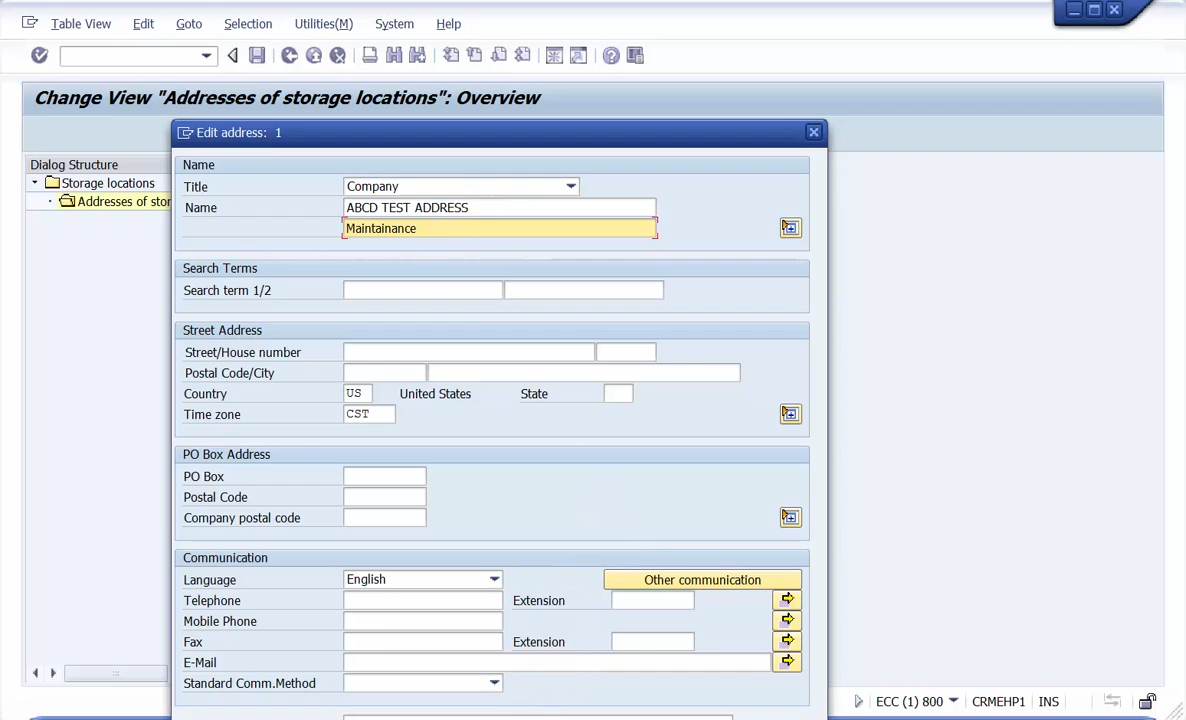 Table View Edit Goto Selection Utilities(M) System Help
Change View "Addresses of storage locations": Overview
Edit address: 1
Dialog Structure
Storage locations
Addresses of stor
Name
Title Company
Name ABCD TEST ADDRESS
Maintainance
Search Terms
Search term 1/2
Street Address
Street/House number
Postal Code/City
Country US United States State
Time zone CST
PO Box Address
PO Box
Postal Code
Company postal code
Communication
Language English Other communication
Telephone Extension
Mobile Phone
Fax Extension
E-Mail
Standard Comm.Method
ECC (1) 800 CRMEHP1 INS